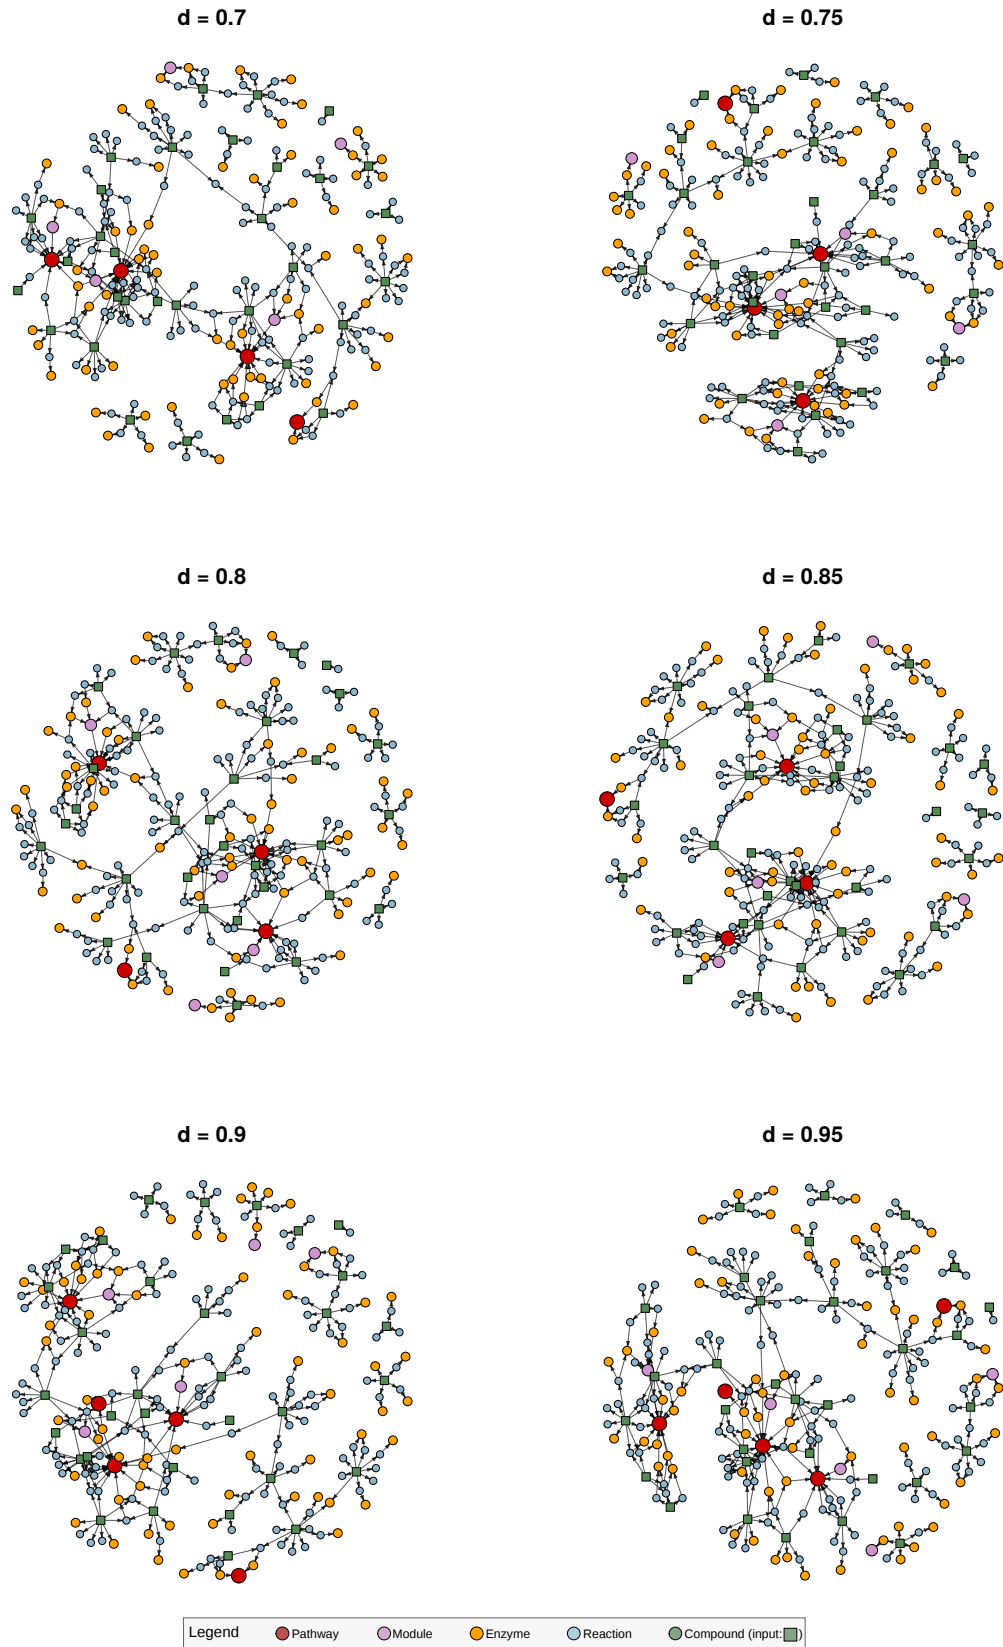 d = 0.7
d = 0.75
d = 0.8
d = 0.85
d = 0.9
d = 0.95
Legend Pathway Module Enzyme Reaction Compound (input: )